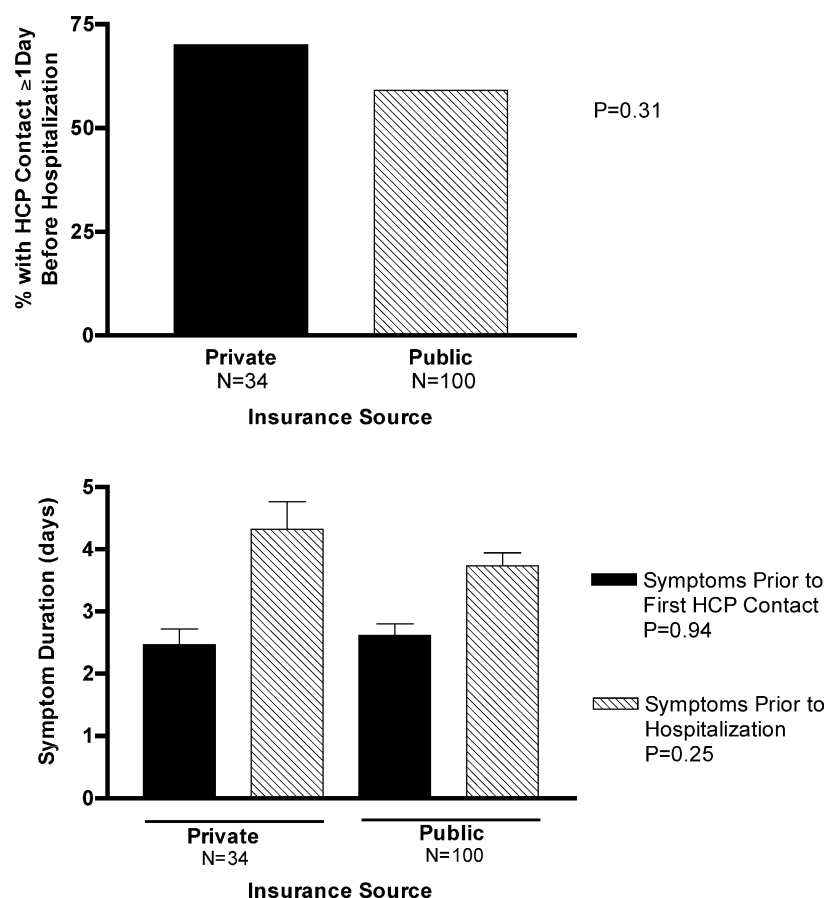 % with HCP Contact ≥1Day
Before Hospitalization
75
50
25
0
P=0.31
Private
Public
N=34
N=100
Insurance Source
Symptom Duration (days)
5
4
3
2
1
0
Symptoms Prior to
First HCP Contact
P=0.94
Symptoms Prior to
Hospitalization
P=0.25
Private
Public
N=34
N=100
Insurance Source